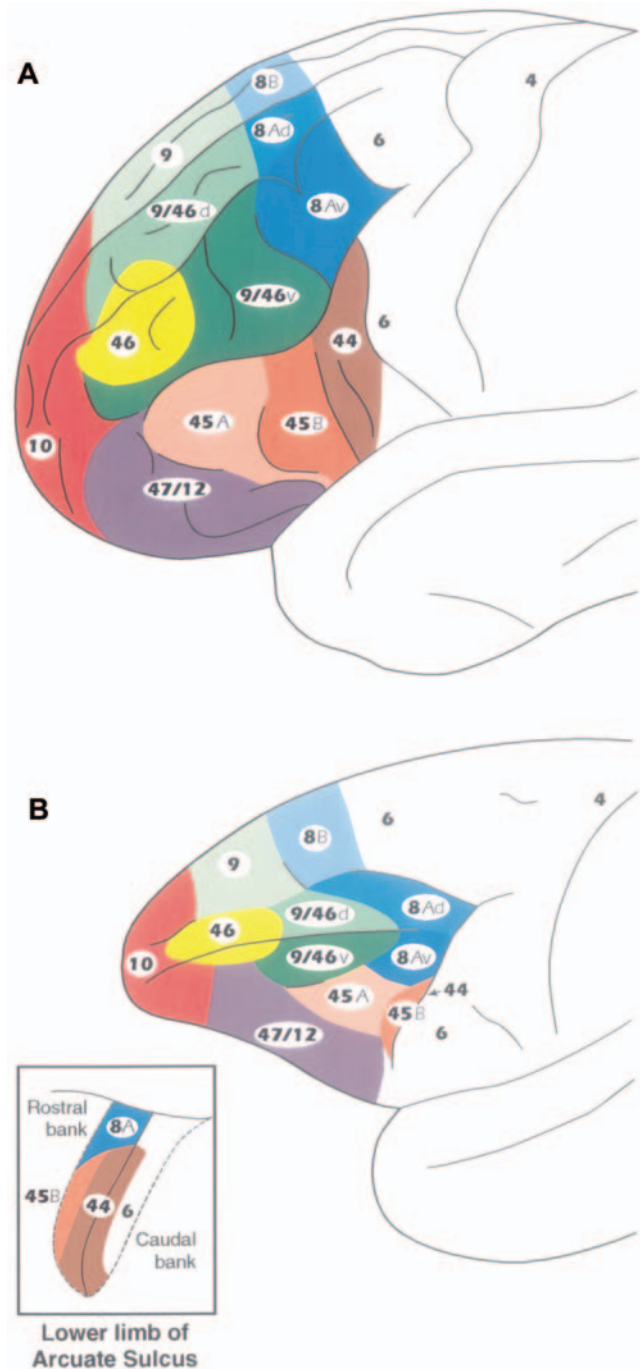 A
8B
4
8Ad
6
9
9/46d
8Av
9/46v
46
44
6
45A
45B
10
47/12
B
6
4
8B
9
9/46d
8Ad
46
9/46v
8Av
10
44
45A
45B
6
47/12
Rostral
bank
8A
45B
44
6
Caudal
bank
Lower limb of
Arcuate Sulcus